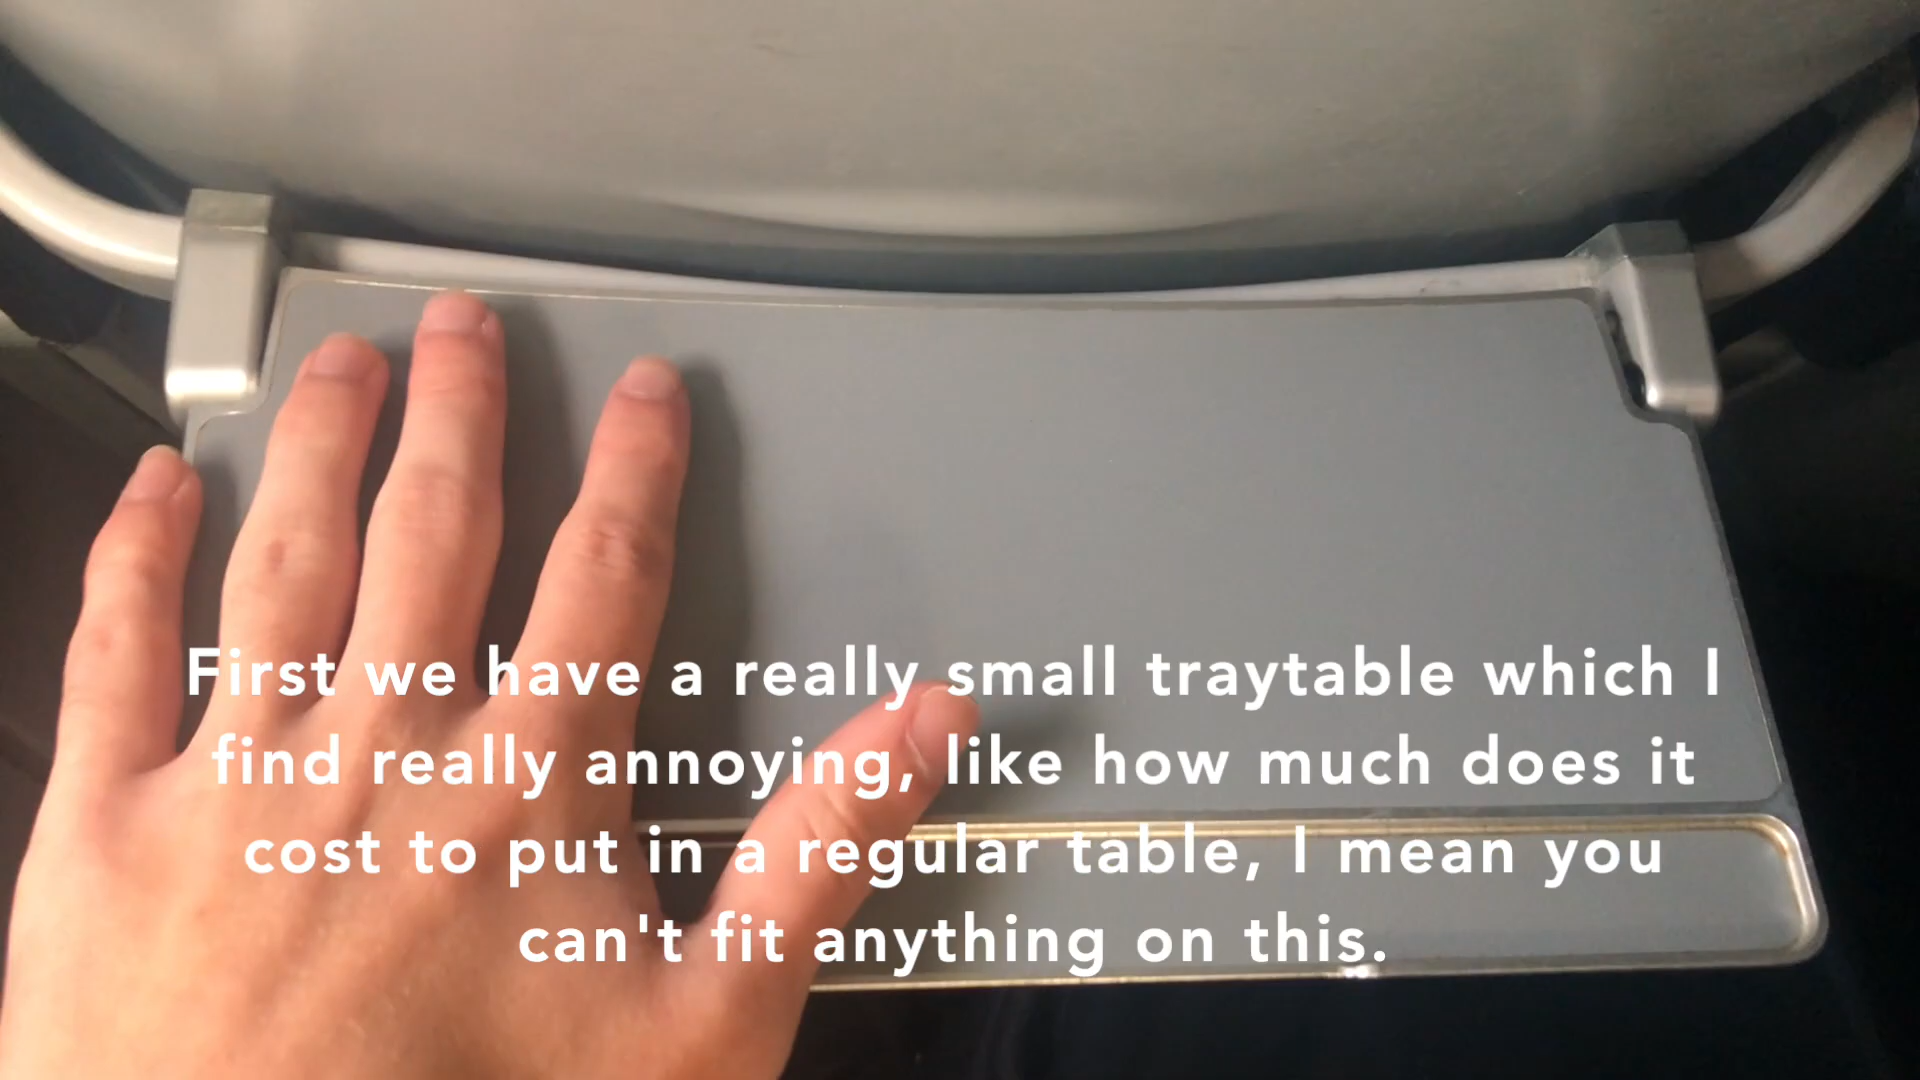 First we have a really small traytable which I
find really annoying, like how much does it
cost to put in a regular table, I mean you
can't fit anything on this.